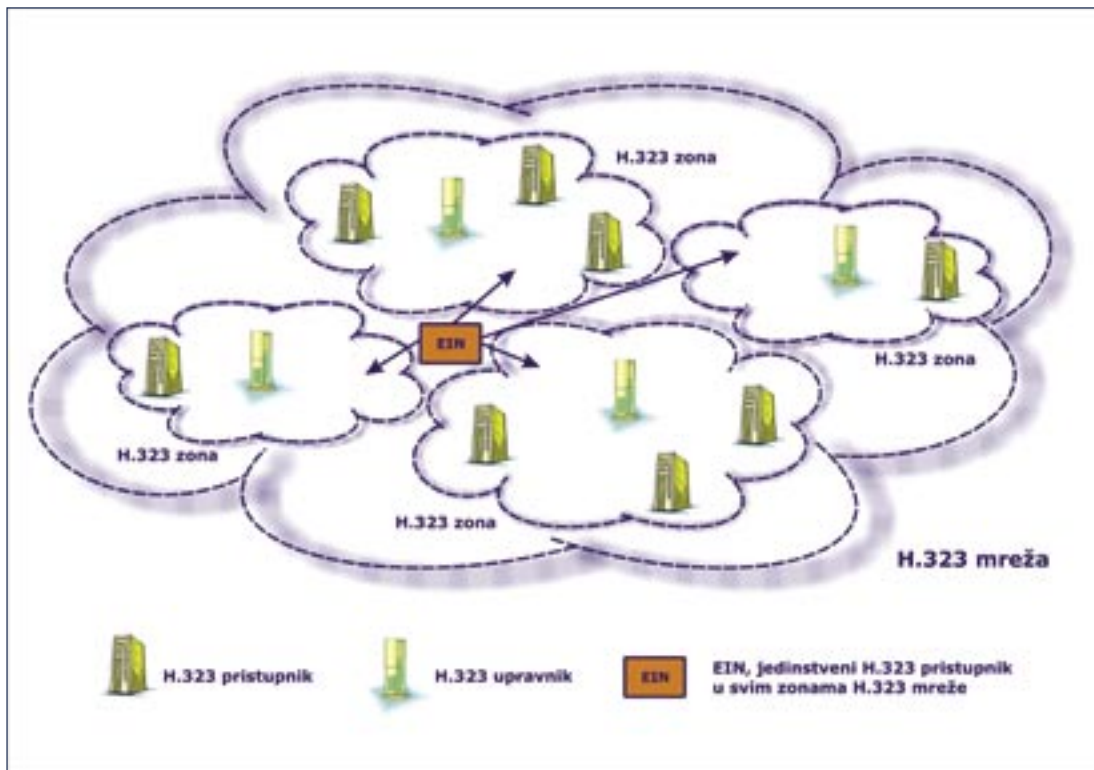 H.323 zona
EIN
H.323 zona
H.323 zona
H.323 zona
H.323 mreža
H.323 pristupnik
H.323 upravnik
EIN
EIN, jedinstveni H.323 pristupnik
u svim zonama H.323 mreže